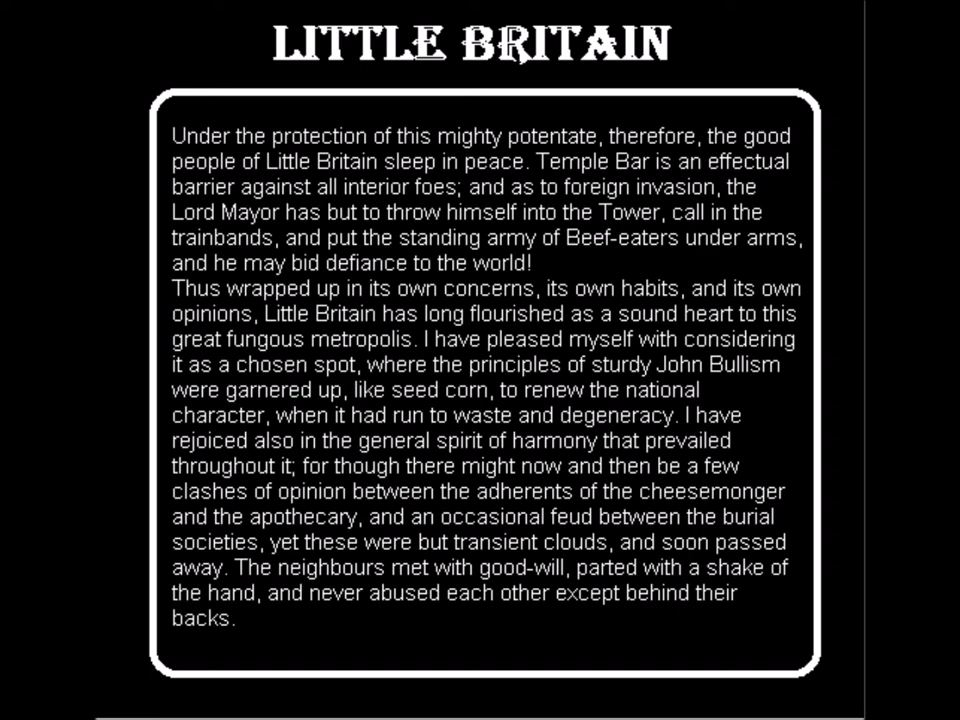 LITTLE BRITAIN
Under the protection of this mighty potentate, therefore, the good
people of Little Britain sleep in peace. Temple Bar is an effectual
barrier against all interior foes; and as to foreign invasion, the
Lord Mayor has but to throw himself into the Tower, call in the
trainbands, and put the standing army of Beef-eaters under arms,
and he may bid defiance to the world!
Thus wrapped up in its own concerns, its own habits, and its own
opinions, Little Britain has long flourished as a sound heart to this
great fungous metropolis. I have pleased myself with considering
it as a chosen spot, where the principles of sturdy John Bullism
were garnered up, like seed corn, to renew the national
character, when it had run to waste and degeneracy. I have
rejoiced also in the general spirit of harmony that prevailed
throughout it; for though there might now and then be a few
clashes of opinion between the adherents of the cheesemonger
and the apothecary, and an occasional feud between the burial
societies, yet these were but transient clouds, and soon passed
away. The neighbours met with good-will, parted with a shake of
the hand, and never abused each other except behind their
backs.